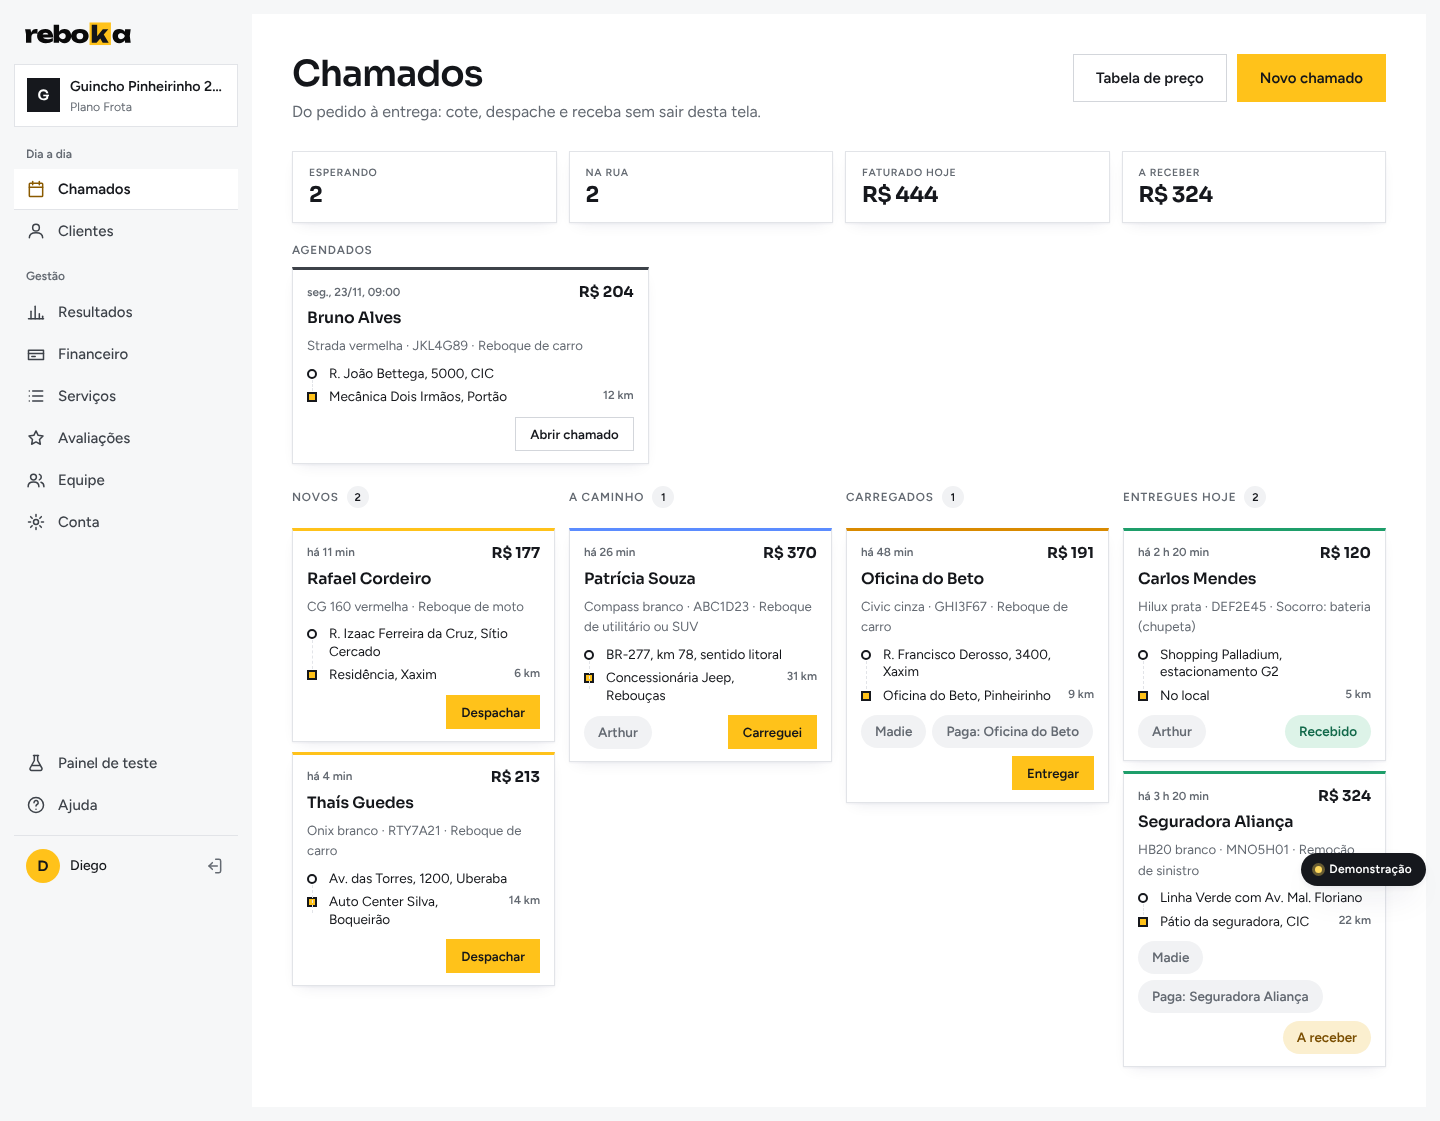 reboka
G
Guincho Pinheirinho 2...
Plano Frota
Dia a dia
Chamados
Clientes
Gestão
Resultados
Financeiro
Serviços
Avaliações
Equipe
Conta
Painel de teste
Ajuda
D
Diego
Chamados
Do pedido à entrega: cote, despache e receba sem sair desta tela.
Tabela de preço
Novo chamado
ESPERANDO
2
NA RUA
2
FATURADO HOJE
R$ 444
A RECEBER
R$ 324
AGENDADOS
seg., 23/11, 09:00
R$ 204
Bruno Alves
Strada vermelha · JKL4G89 · Reboque de carro
R. João Bettega, 5000, CIC
Mecânica Dois Irmãos, Portão
12 km
Abrir chamado
NOVOS 2
há 11 min
R$ 177
Rafael Cordeiro
CG 160 vermelha · Reboque de moto
R. Izaac Ferreira da Cruz, Sítio
Cercado
Residência, Xaxim
6 km
Despachar
há 4 min
R$ 213
Thaís Guedes
Onix branco · RTY7A21 · Reboque de
carro
Av. das Torres, 1200, Uberaba
Auto Center Silva,
Boqueirão
14 km
Despachar
A CAMINHO 1
há 26 min
R$ 370
Patrícia Souza
Compass branco · ABC1D23 · Reboque
de utilitário ou SUV
BR-277, km 78, sentido litoral
Concessionária Jeep,
Rebouças
31 km
Arthur
Carreguei
CARREGADOS 1
há 48 min
R$ 191
Oficina do Beto
Civic cinza · GHI3F67 · Reboque de
carro
R. Francisco Derosso, 3400,
Xaxim
Oficina do Beto, Pinheirinho
9 km
Madie
Paga: Oficina do Beto
Entregar
ENTREGUES HOJE 2
há 2 h 20 min
R$ 120
Carlos Mendes
Hilux prata · DEF2E45 · Socorro: bateria
(chupeta)
Shopping Palladium,
estacionamento G2
No local
5 km
Arthur
Recebido
há 3 h 20 min
R$ 324
Seguradora Aliança
HB20 branco · MNO5H01 · Remoção
de sinistro
Demonstração
Linha Verde com Av. Mal. Floriano
Pátio da seguradora, CIC
22 km
Madie
Paga: Seguradora Aliança
A receber